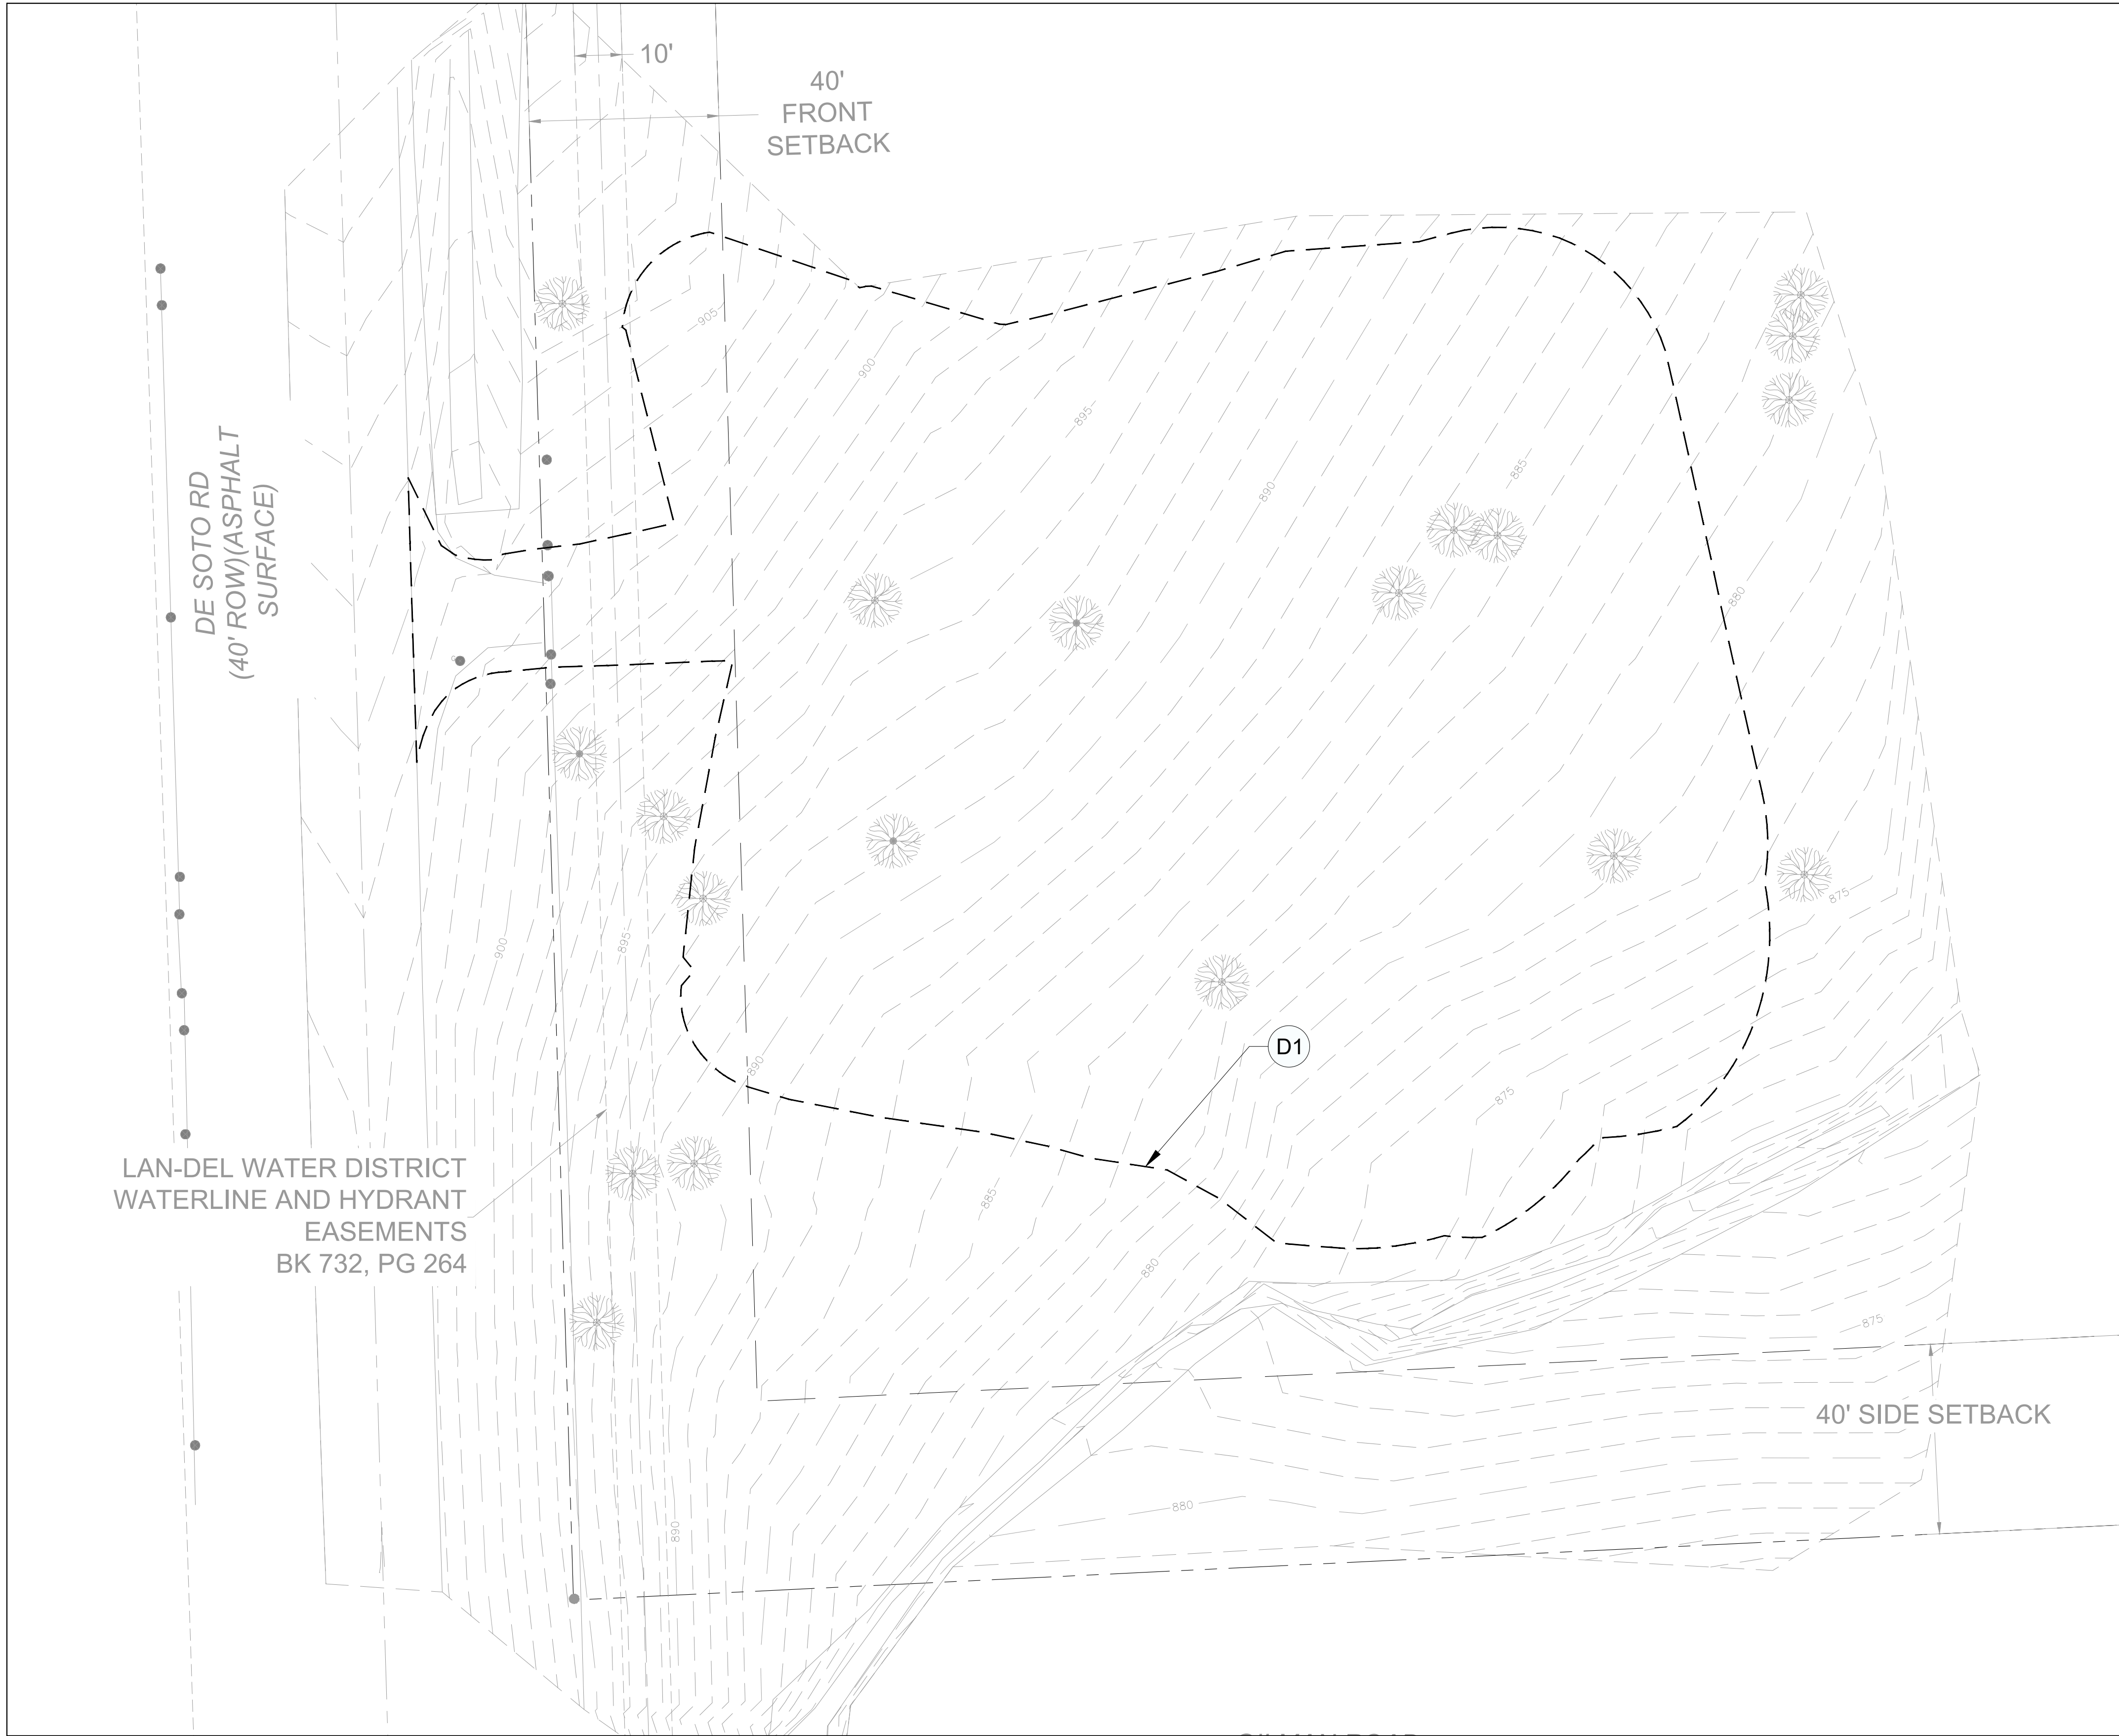 10'
40'
FRONT
SETBACK
905
900
895
DE SOTO RD
(40' ROW)(ASPHALT
SURFACE)
885
890
880
875
900
895
D1
890
875
LAN-DEL WATER DISTRICT
WATERLINE AND HYDRANT
EASEMENTS
BK 732, PG 264
885
880
875
40' SIDE SETBACK
880
890